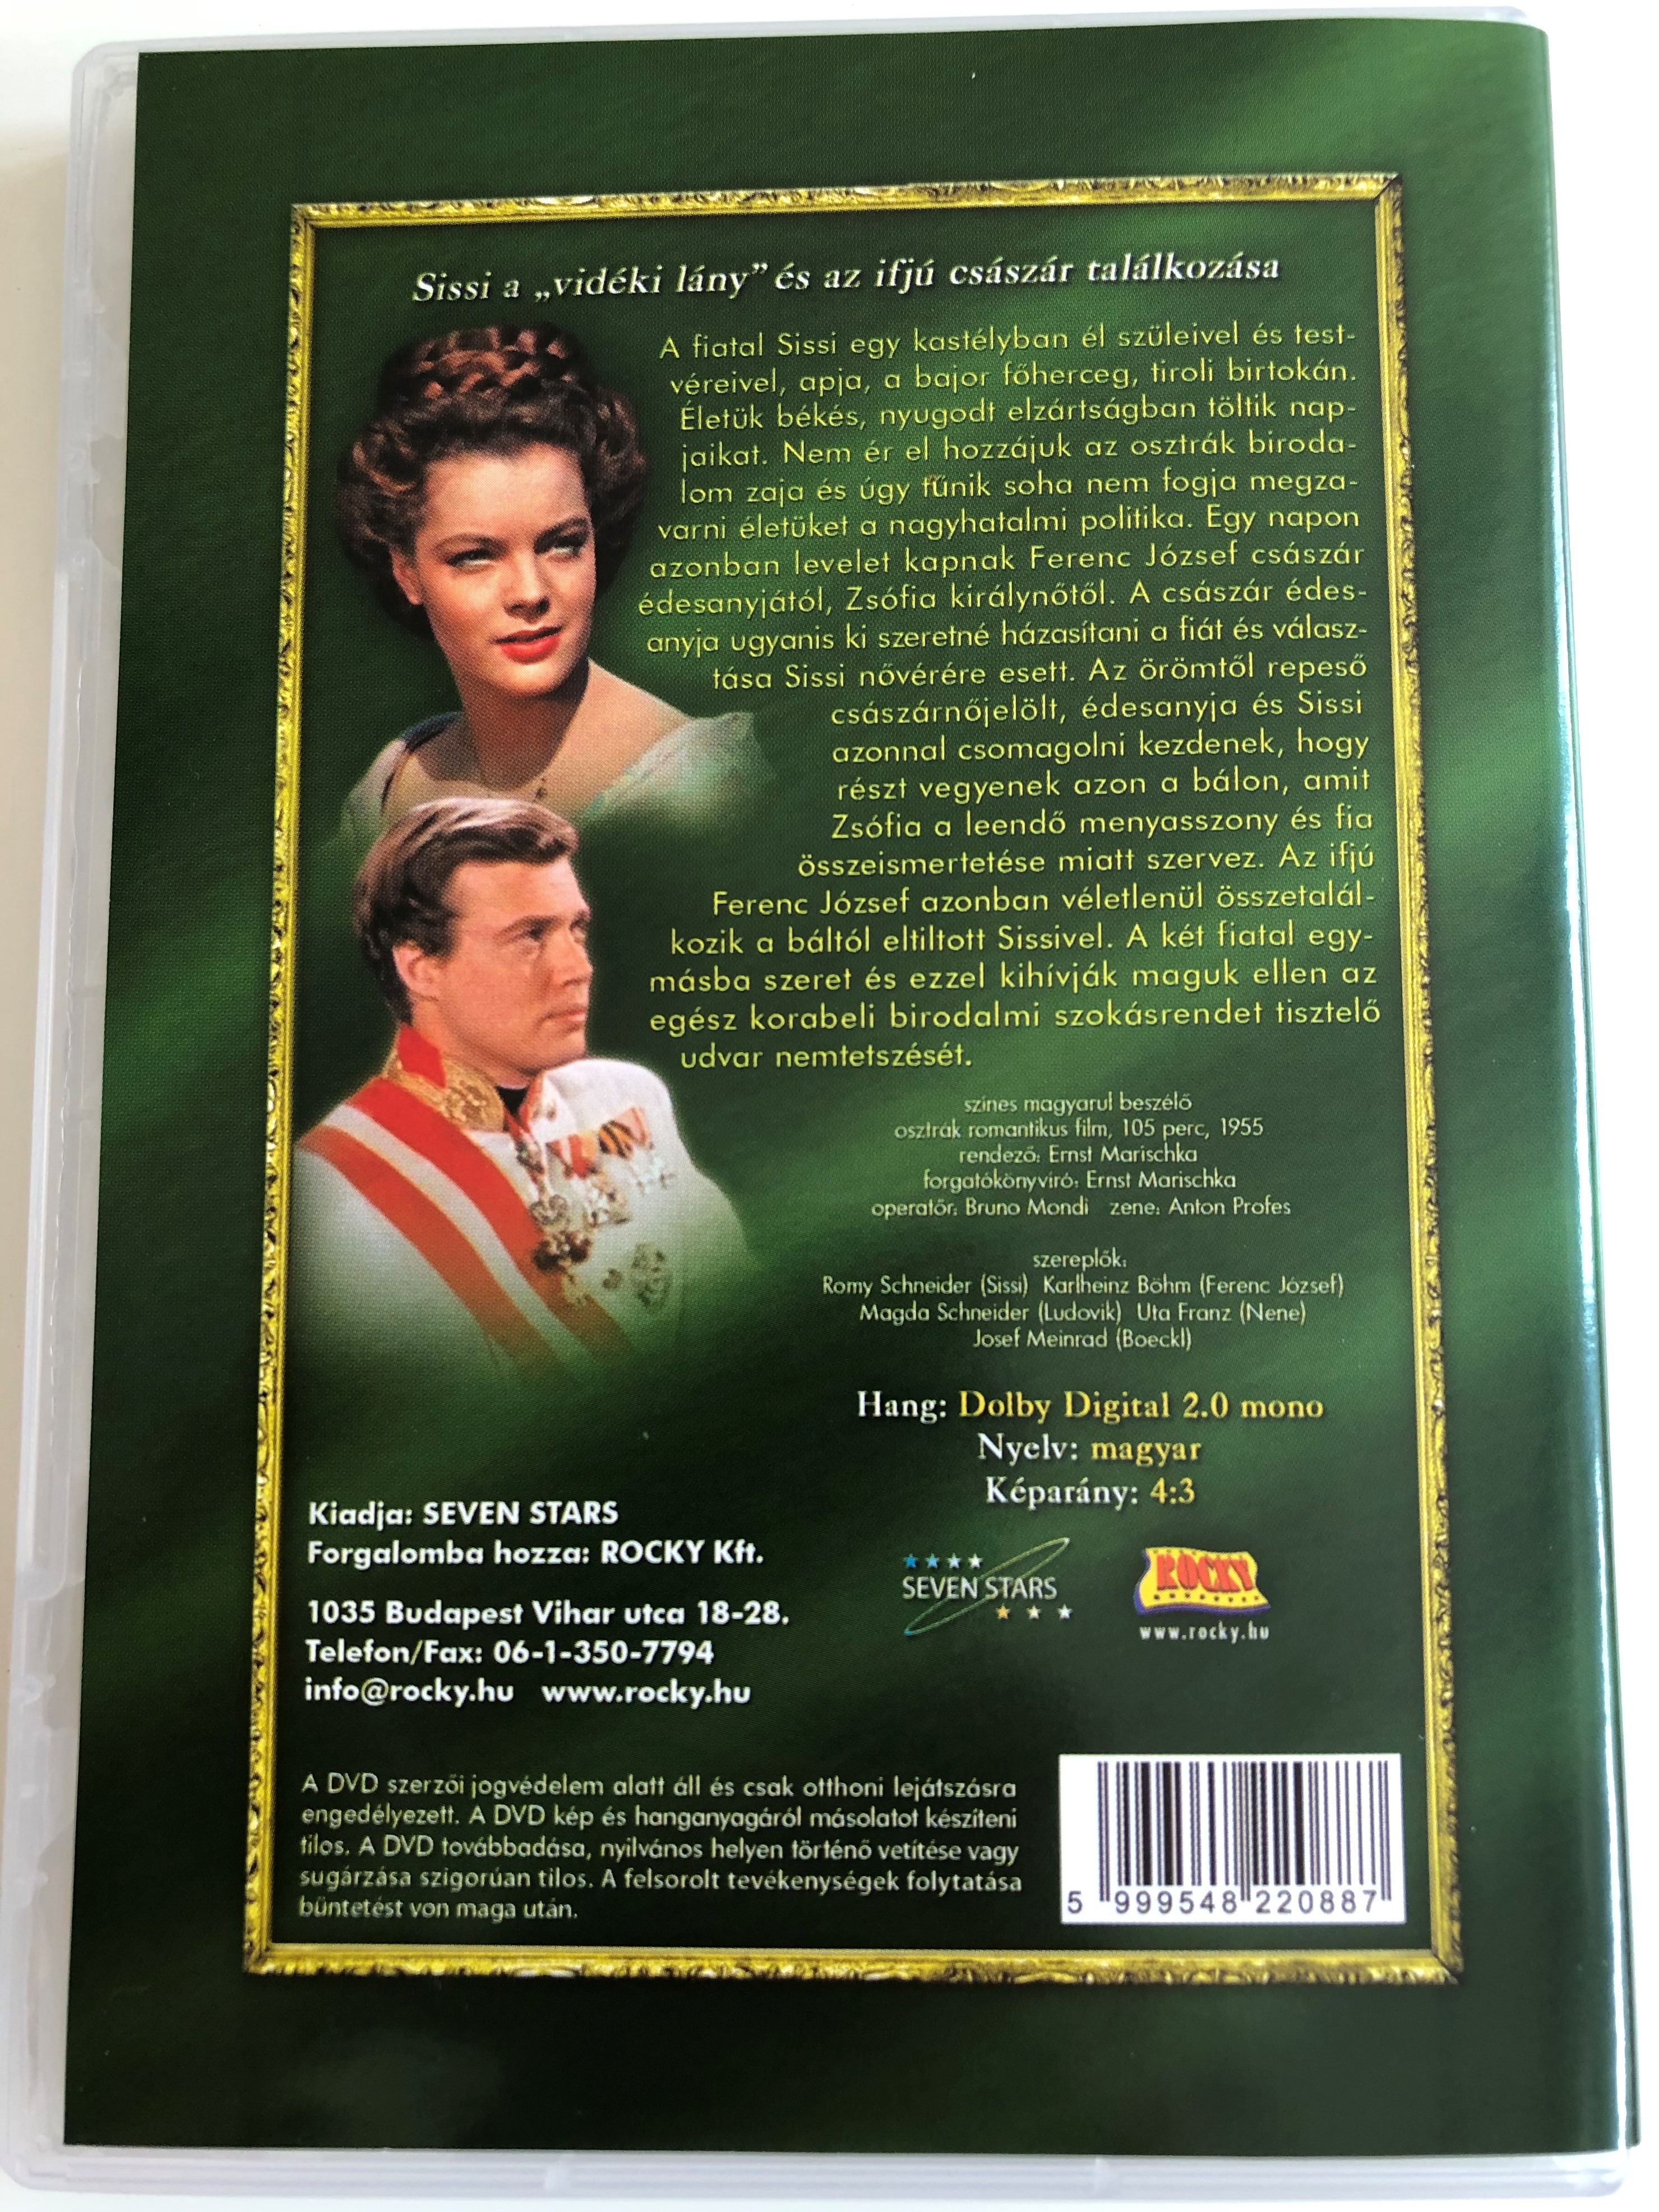 Sissi a „vidéki lány” és az ifjú császár találkozása
A fiatal Sissi egy kastélyban él szüleivel és test-
véreivel, apja, a bajor főherceg, tiroli birtokán.
Életük békés, nyugodt elzártságban töltik nap-
jaikat. Nem ér el hozzájuk az osztrák biroda-
lom zaja és úgy tűnik soha nem fogja megza-
varni életüket a nagyhatalmi politika. Egy napon
azonban levelet kapnak Ferenc József császár
édesanyjától, Zsófia királynőtől. A császár édes-
anyja ugyanis ki szeretné házasítani a fiát és válasz-
tása Sissi nővérére esett. Az örömtől repeső
császárnőjelölt, édesanyja és Sissi
azonnal csomagolni kezdenek, hogy
részt vegyenek azon a bálon, amit
Zsófia a leendő menyasszony és fia
összeismertetése miatt szervez. Az ifjú
Ferenc József azonban véletlenül összetalál-
kozik a báltól eltiltott Sissivel. A két fiatal egy-
másba szeret és ezzel kihívják maguk ellen az
egész korabeli birodalmi szokásrendet tisztelő
udvar nemtetszését.
színes magyarul beszélő
osztrák romantikus film, 105 perc, 1955
rendező: Ernst Marischka
forgatókönyvíró: Ernst Marischka
operatőr: Bruno Mondi zene: Anton Profes
szereplők:
Romy Schneider (Sissi) Karlheinz Böhm (Ferenc József)
Magda Schneider (Ludovik) Uta Franz (Nene)
Josef Meinrad (Boeckl)
Hang: Dolby Digital 2.0 mono
Nyelv: magyar
Képarány: 4:3
Kiadja: SEVEN STARS
Forgalomba hozza: ROCKY Kft.
1035 Budapest Vihar utca 18-28.
Telefon/Fax: 06-1-350-7794
info@rocky.hu www.rocky.hu
SEVEN STARS
ROCKY
www.rocky.hu
A DVD szerzői jogvédelem alatt áll és csak otthoni lejátszásra
engedélyezett. A DVD kép és hanganyagáról másolatot készíteni
tilos. A DVD továbbadása, nyilvános helyen történő vetítése vagy
sugárzása szigorúan tilos. A felsorolt tevékenységek folytatása
büntetést von maga után.
5 999548 220887